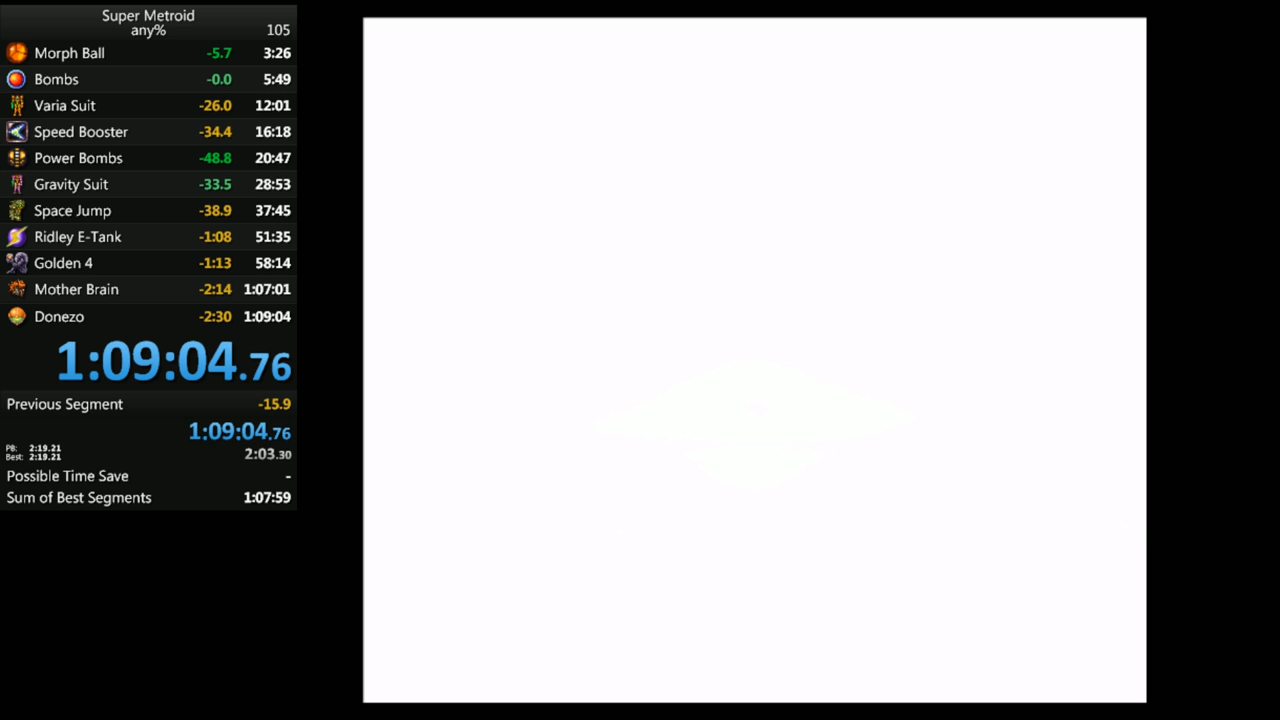 Super Metroid
any% 105
Morph Ball -5.7 3:26
Bombs -0.0 5:49
Varia Suit -26.0 12:01
Speed Booster -34.4 16:18
Power Bombs -48.8 20:47
Gravity Suit -33.5 28:53
Space Jump -38.9 37:45
Ridley E-Tank -1:08 51:35
Golden 4 -1:13 58:14
Mother Brain -2:14 1:07:01
Donezo -2:30 1:09:04
1:09:04.76
Previous Segment -15.9
1:09:04.76
PB: 2:19.21
Best: 2:19.21 2:03.30
Possible Time Save -
Sum of Best Segments 1:07:59